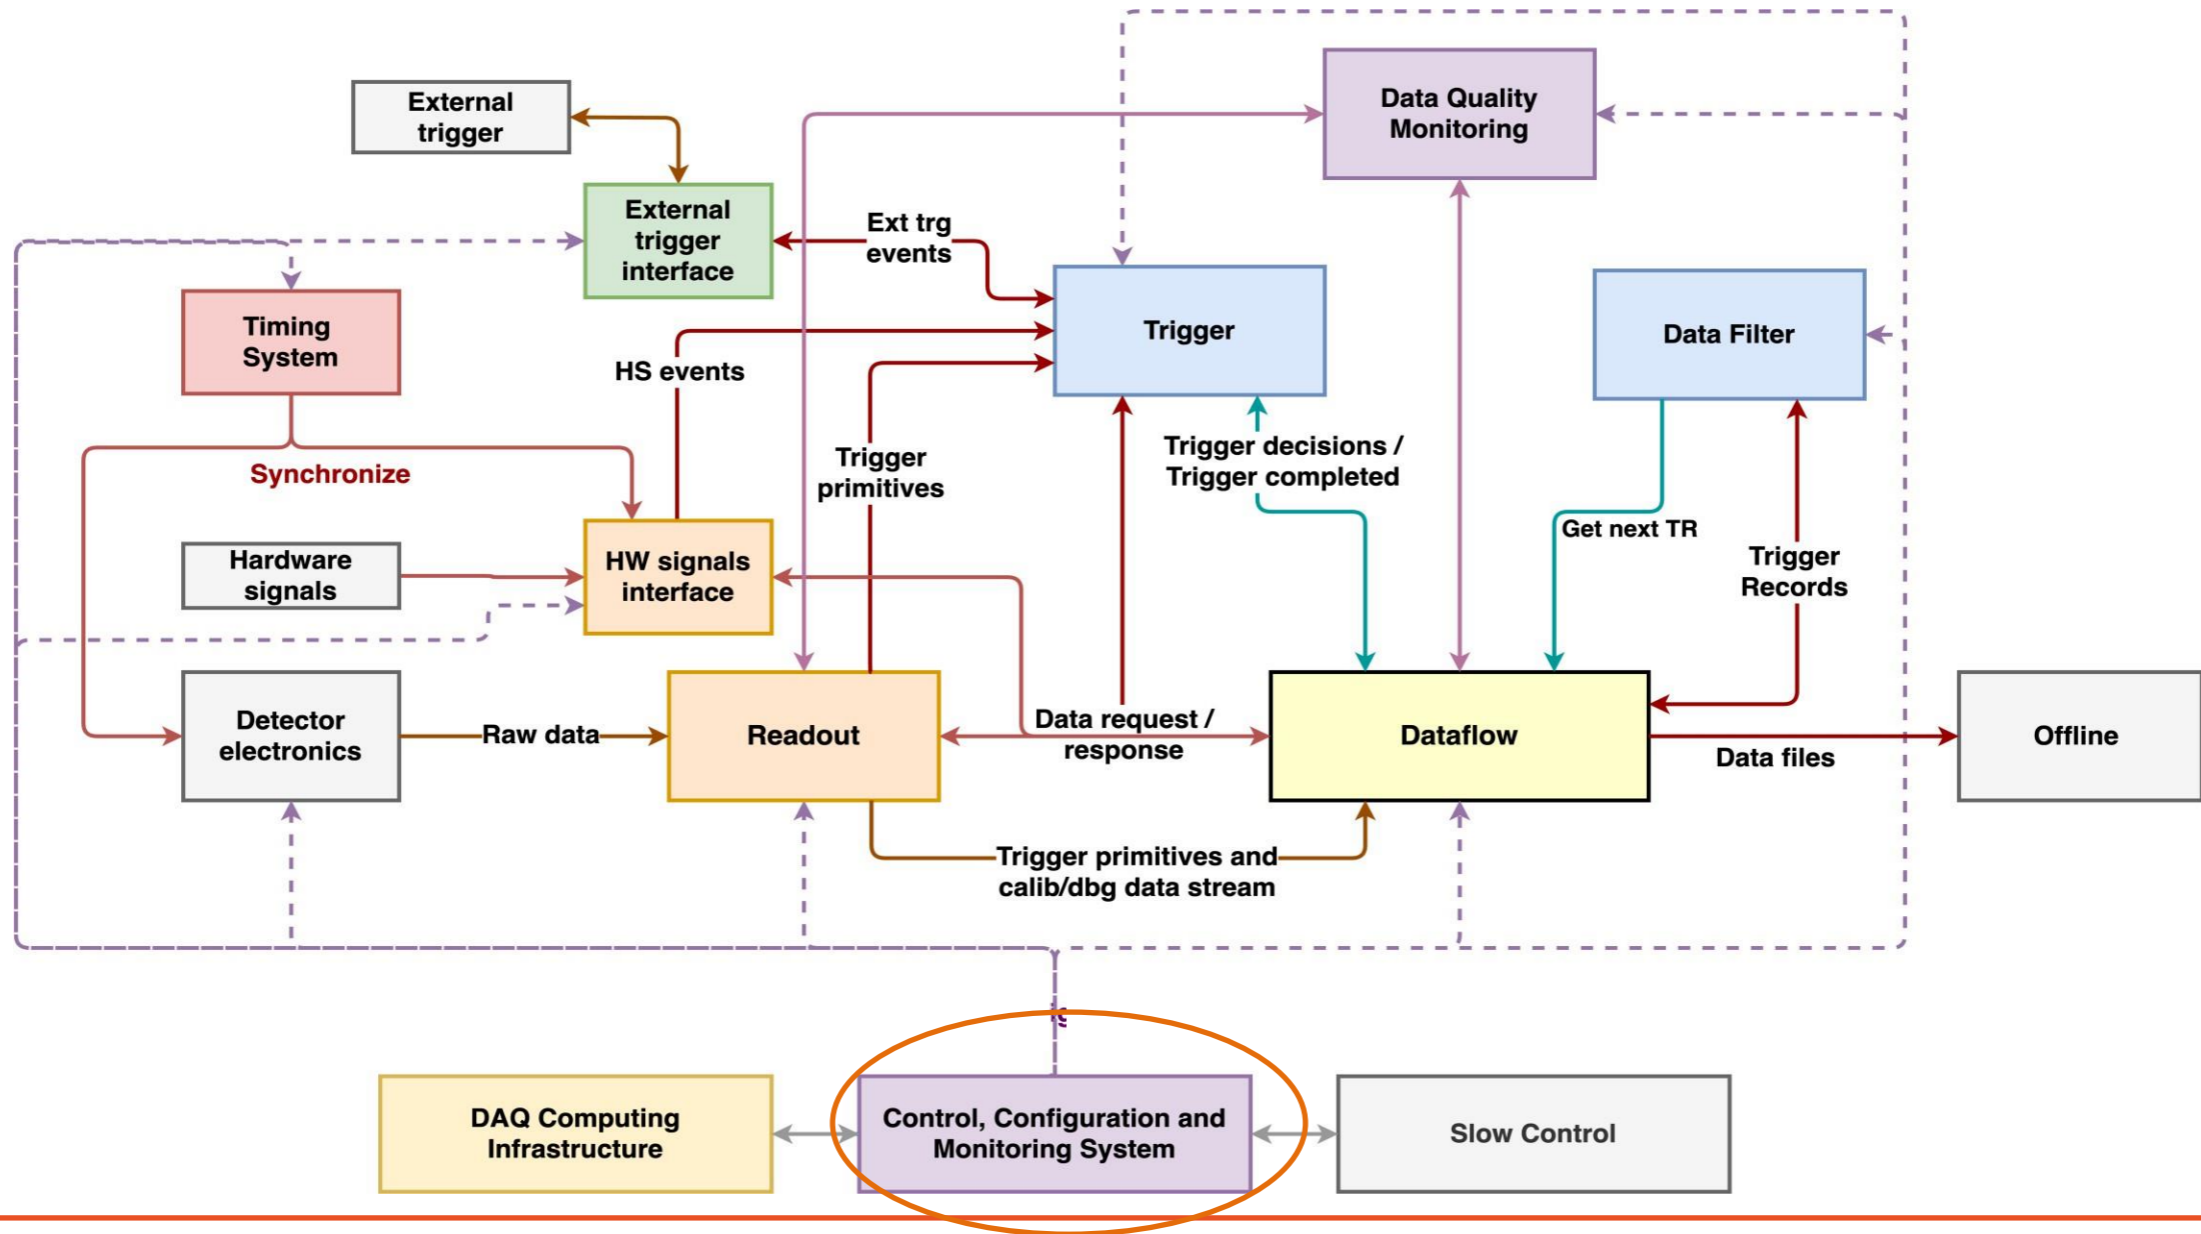 External
trigger
Data Quality
Monitoring
External
trigger
interface
Ext trg
events
Timing
System
Trigger
Data Filter
HS events
Trigger
primitives
Trigger decisions /
Trigger completed
Synchronize
Get next TR
Hardware
signals
HW signals
interface
Trigger
Records
Detector
electronics
Raw data
Readout
Data request /
response
Dataflow
Data files
Offline
Trigger primitives and
calib/dbg data stream
DAQ Computing
Infrastructure
Control, Configuration and
Monitoring System
Slow Control